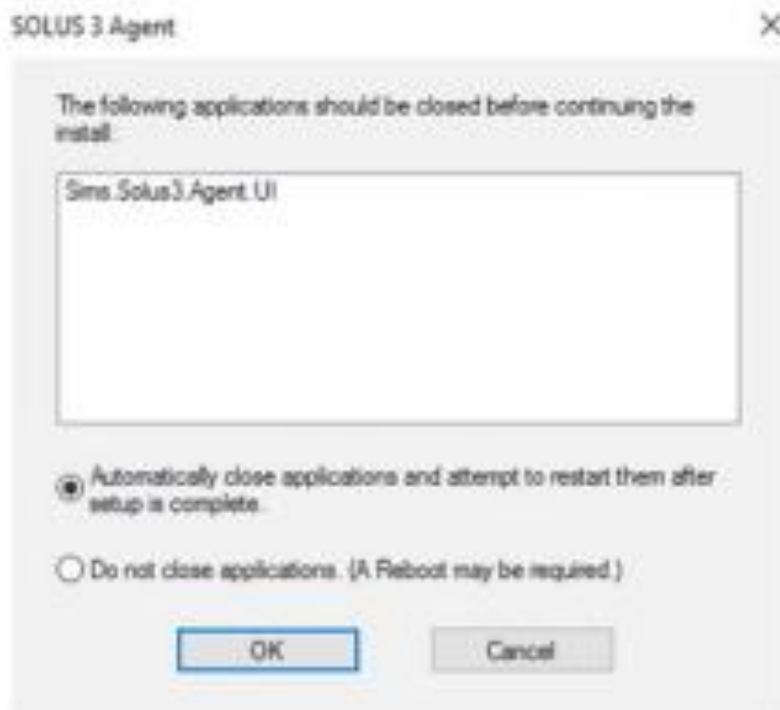 SOLUS 3 Agent
The following applications should be closed before continuing the
install:
Sims.Solus3.Agent.UI
Automatically close applications and attempt to restart them after
setup is complete.
Do not close applications. (A Reboot may be required.)
OK
Cancel